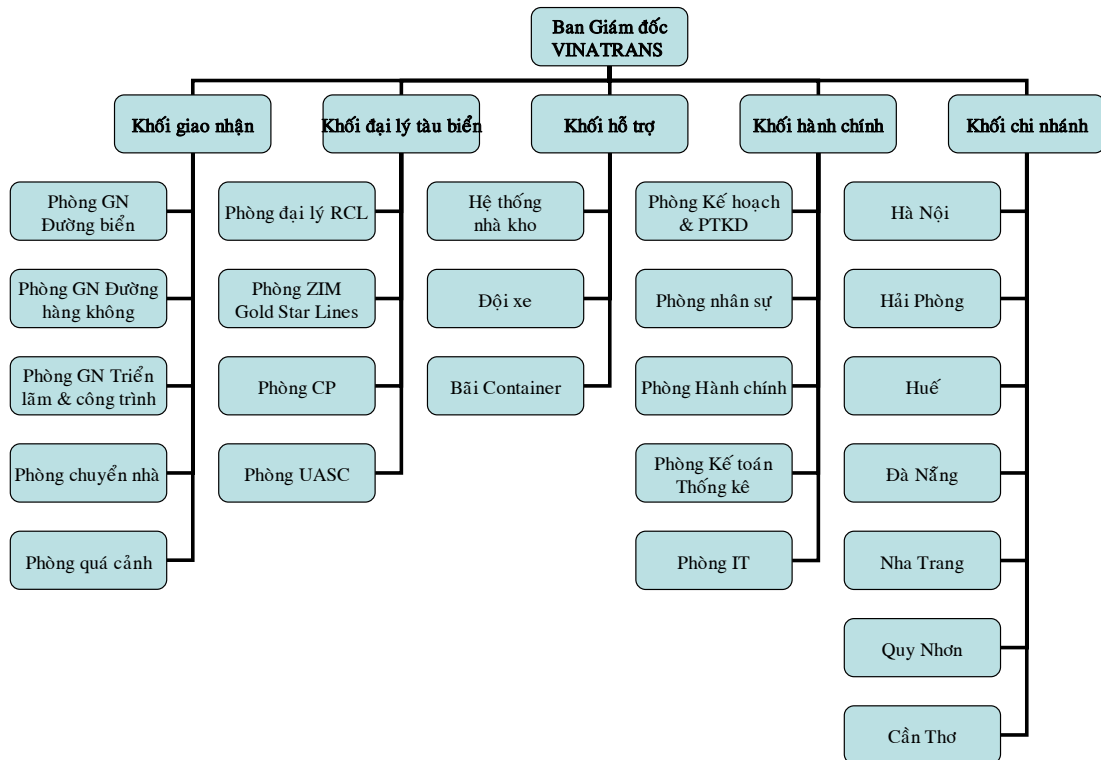 Ban Giám đốc
VINATRANS
Khối giao nhận
Khối đại lý tàu biển
Khối hỗ trợ
Khối hành chính
Khối chi nhánh
Phòng GN
Đường biển
Phòng GN Đường
hàng không
Phòng GN Triển
lãm & công trình
Phòng chuyển nhà
Phòng quá cảnh
Phòng đại lý RCL
Phòng ZIM
Gold Star Lines
Phòng CP
Phòng UASC
Hệ thống
nhà kho
Đội xe
Bãi Container
Phòng Kế hoạch
& PTKD
Phòng nhân sự
Phòng Hành chính
Phòng Kế toán
Thống kê
Phòng IT
Hà Nội
Hải Phòng
Huế
Đà Nẵng
Nha Trang
Quy Nhơn
Cần Thơ